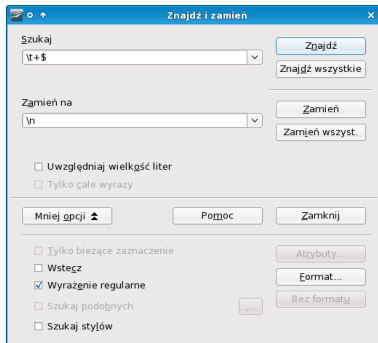 Znajdź i zamień
Szukaj
\t+$
Znajdź
Znajdź wszystkie
Zamień na
\n
Zamień
Zamień wszyst.
Uwzględniaj wielkość liter
Tylko całe wyrazy
Mniej opcji
Pomoc
Zamknij
Tylko bieżące zaznaczenie
Wstecz
Wyrażenie regularne
Szukaj podobnych
...
Szukaj stylów
Atrybuty...
Format...
Bez formatu